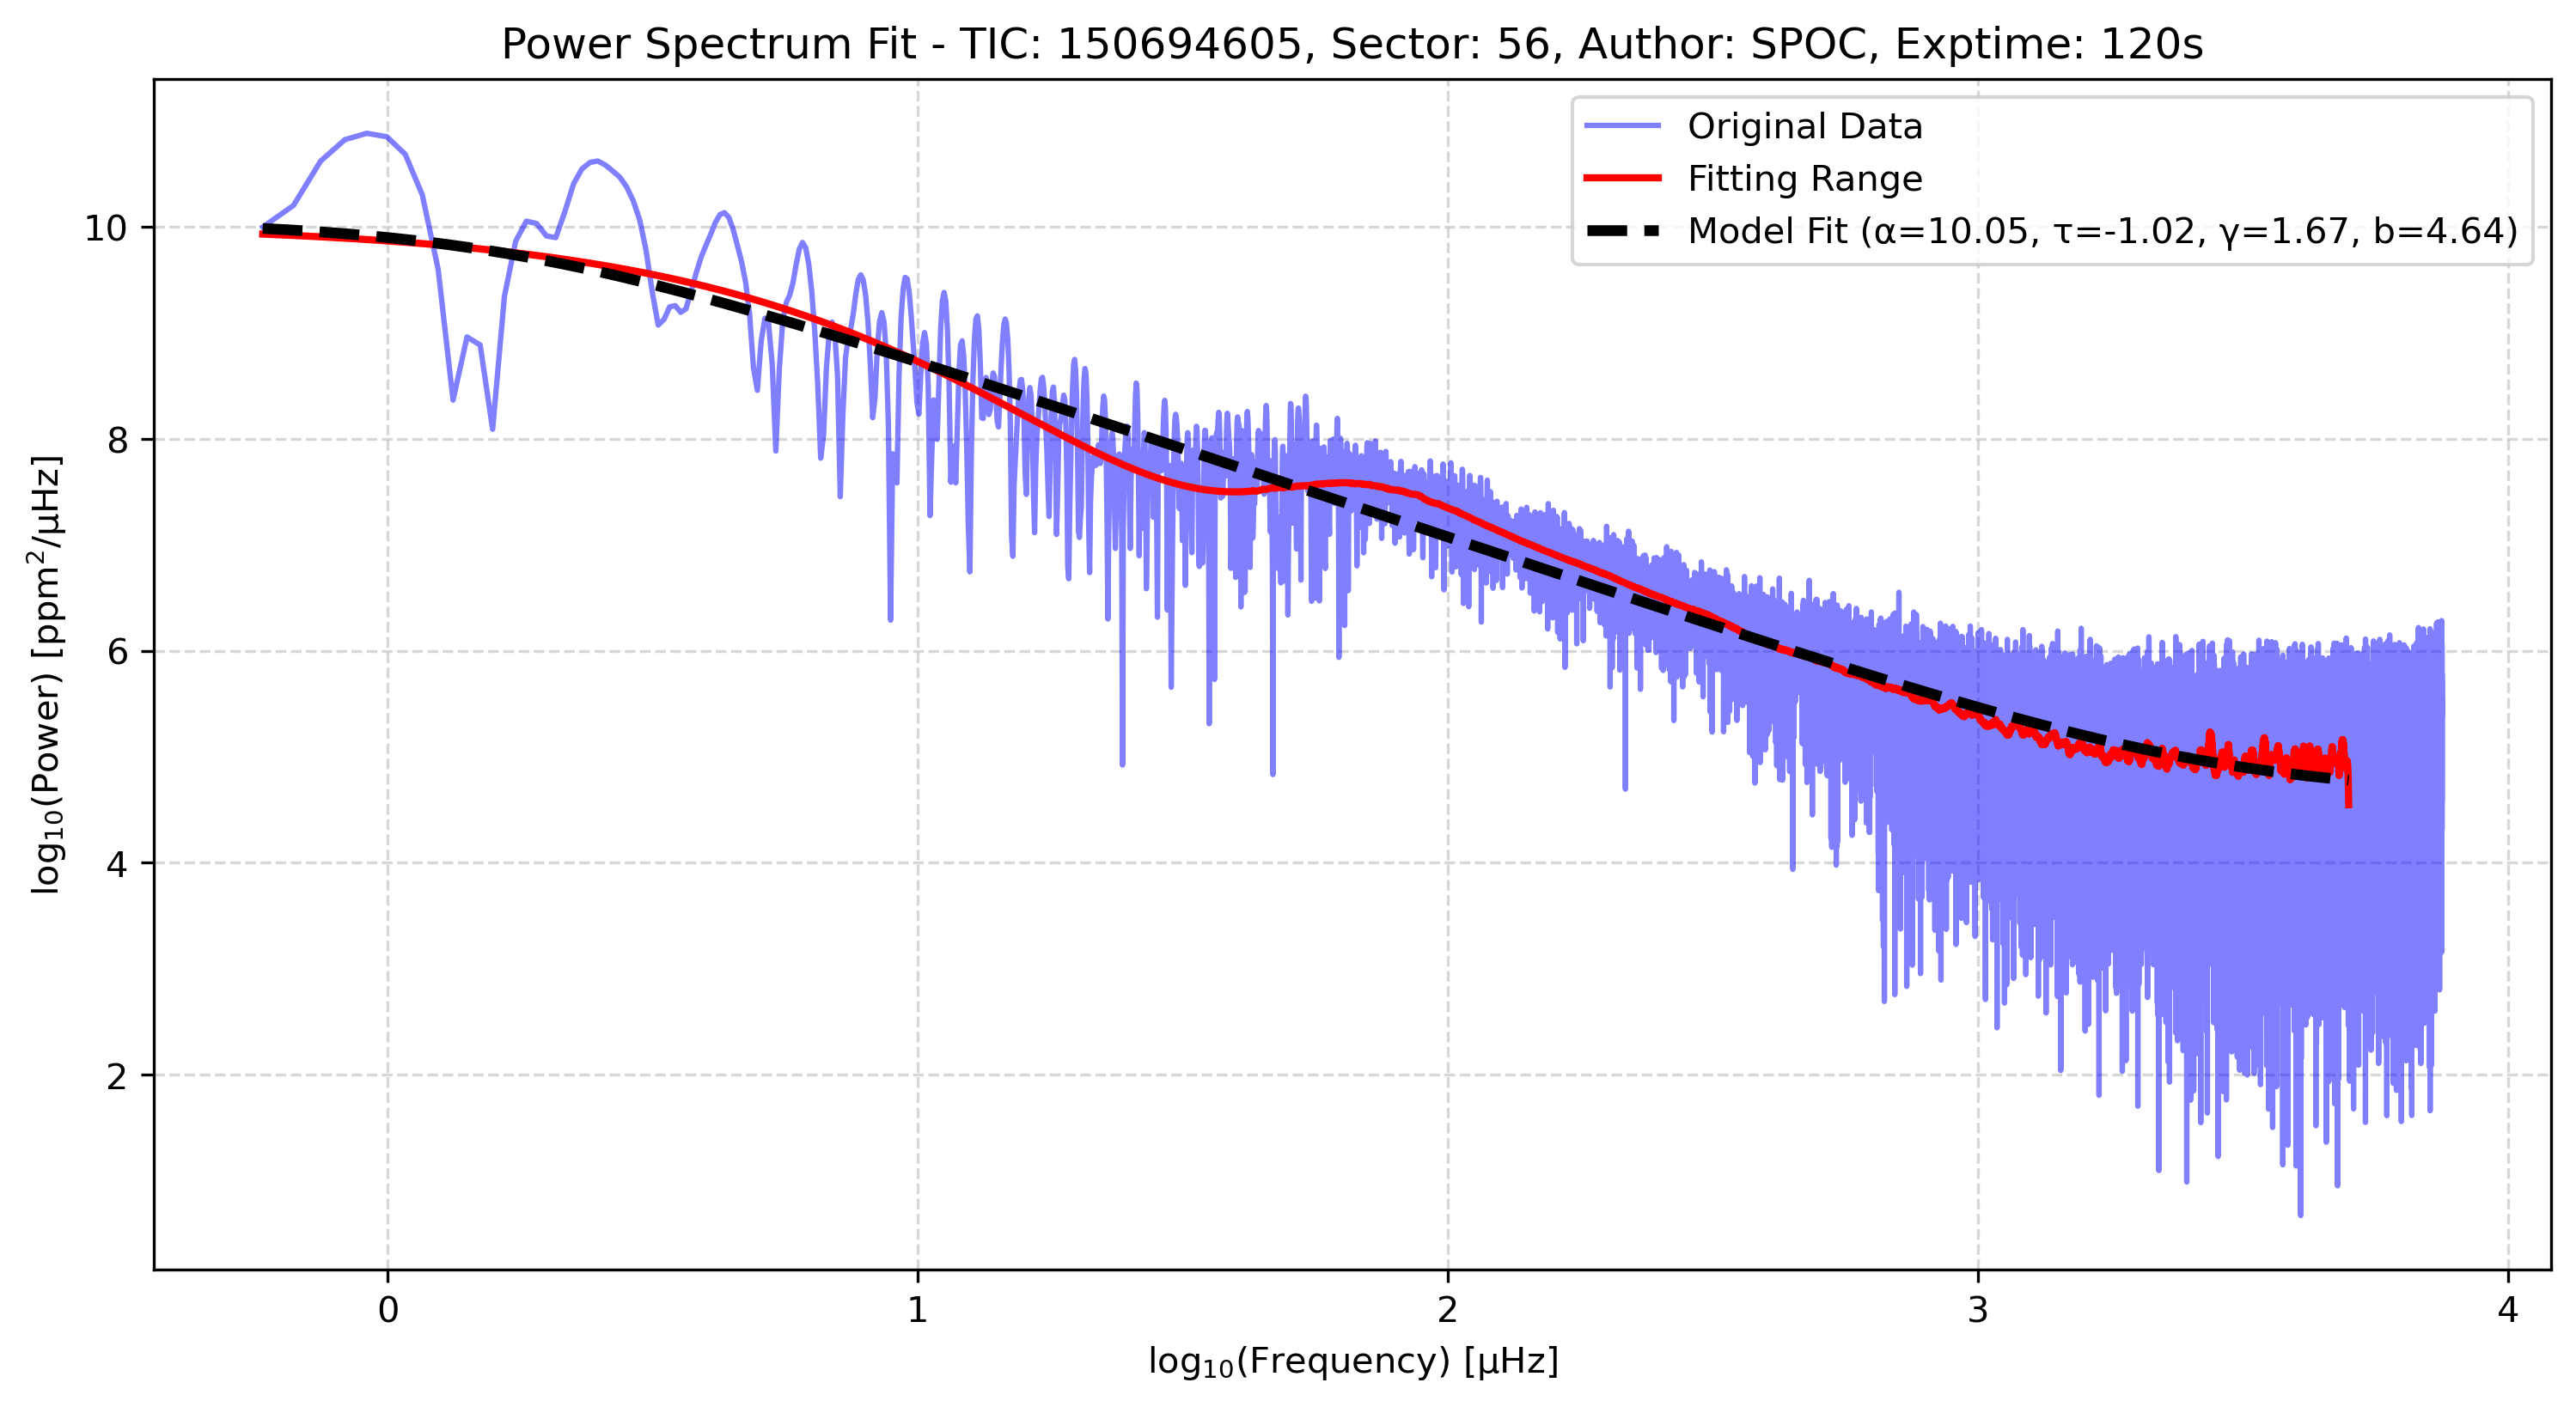 Power Spectrum Fit - TIC: 150694605, Sector: 56, Author: SPOC, Exptime: 120s
Original Data
Fitting Range
Model Fit (α=10.05, τ=-1.02, γ=1.67, b=4.64)
log₁₀(Power) [ppm²/μHz]
10
8
6
4
2
0 1 2 3 4
log₁₀(Frequency) [μHz]